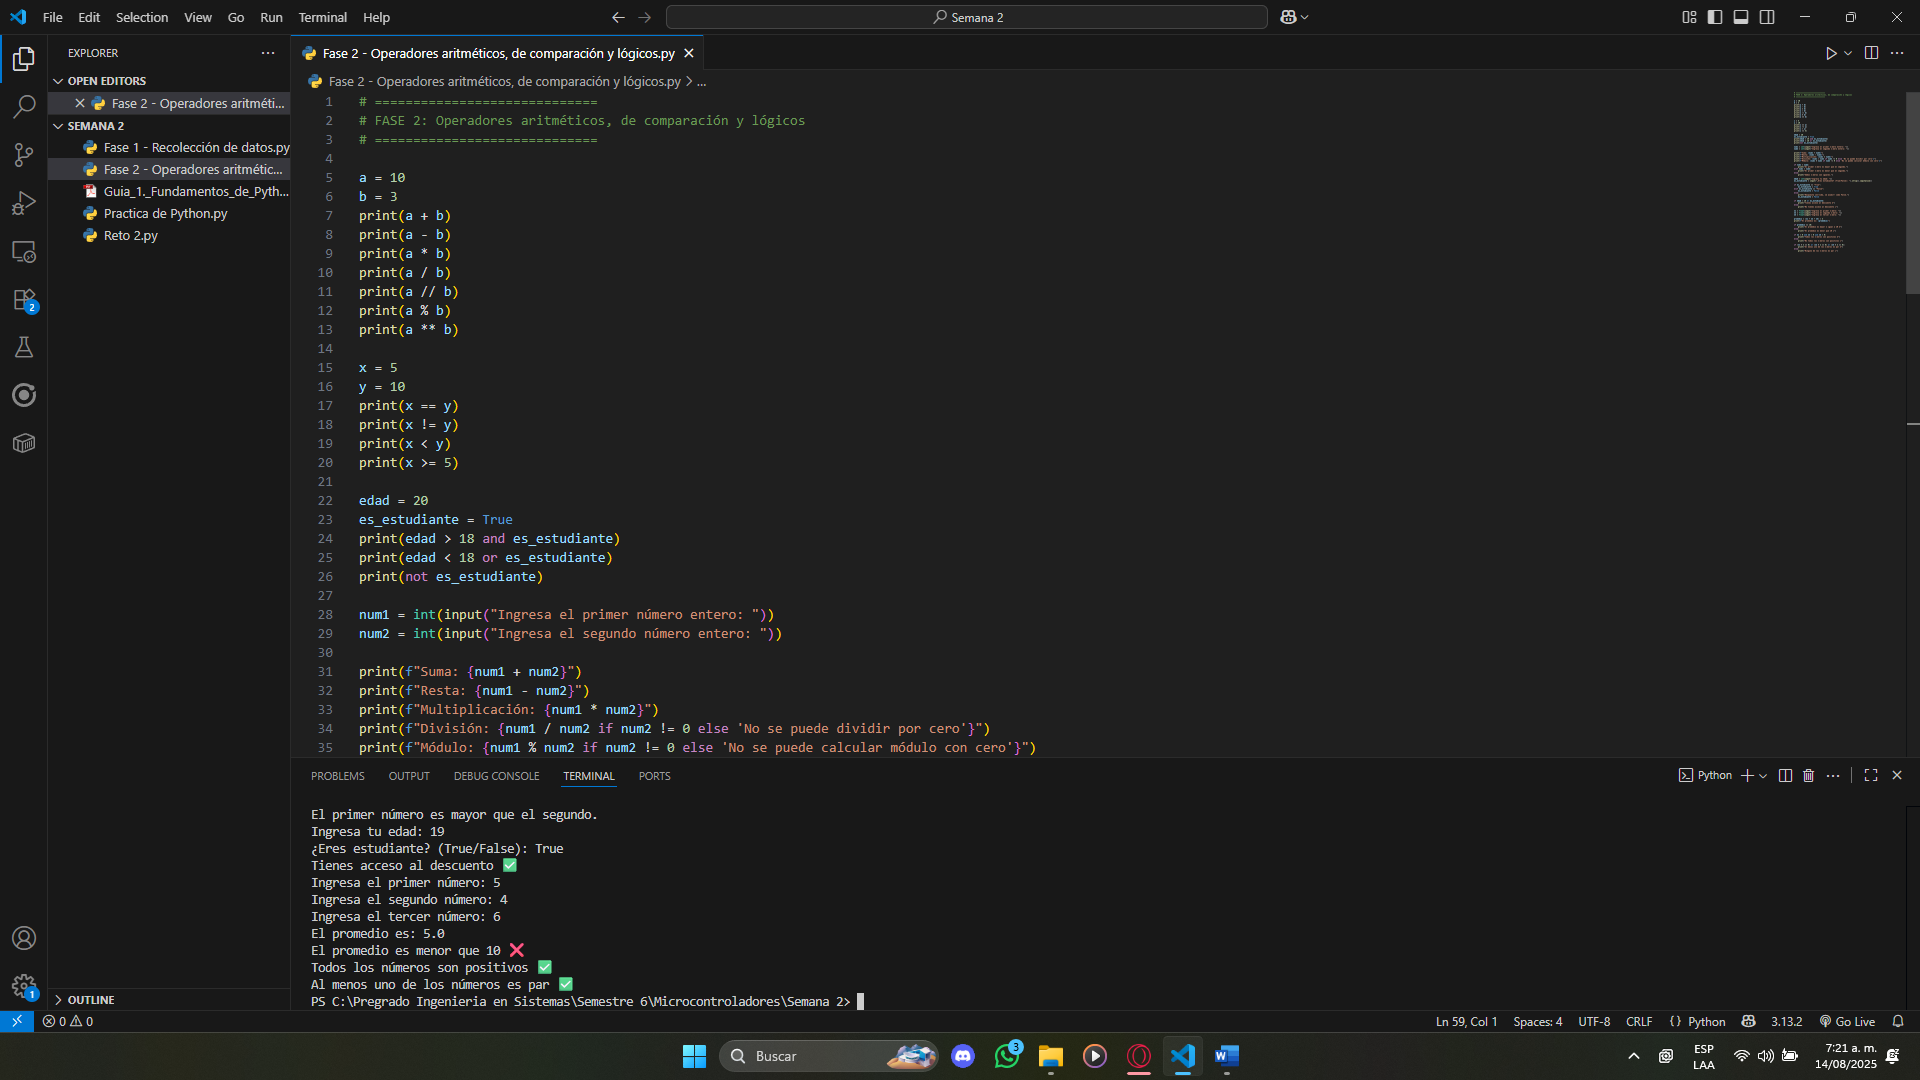 File Edit Selection View Go Run Terminal Help
Semana 2
EXPLORER
OPEN EDITORS
Fase 2 - Operadores aritméti...
SEMANA 2
Fase 1 - Recolección de datos.py
Fase 2 - Operadores aritmétic...
Guia_1._Fundamentos_de_Pyth...
Practica de Python.py
Reto 2.py
OUTLINE
Fase 2 - Operadores aritméticos, de comparación y lógicos.py
Fase 2 - Operadores aritméticos, de comparación y lógicos.py > ...
1 # =============================
2 # FASE 2: Operadores aritméticos, de comparación y lógicos
3 # =============================
4
5 a = 10
6 b = 3
7 print(a + b)
8 print(a - b)
9 print(a * b)
10 print(a / b)
11 print(a // b)
12 print(a % b)
13 print(a ** b)
14
15 x = 5
16 y = 10
17 print(x == y)
18 print(x != y)
19 print(x < y)
20 print(x >= 5)
21
22 edad = 20
23 es_estudiante = True
24 print(edad > 18 and es_estudiante)
25 print(edad < 18 or es_estudiante)
26 print(not es_estudiante)
27
28 num1 = int(input("Ingresa el primer número entero: "))
29 num2 = int(input("Ingresa el segundo número entero: "))
30
31 print(f"Suma: {num1 + num2}")
32 print(f"Resta: {num1 - num2}")
33 print(f"Multiplicación: {num1 * num2}")
34 print(f"División: {num1 / num2 if num2 != 0 else 'No se puede dividir por cero'}")
35 print(f"Módulo: {num1 % num2 if num2 != 0 else 'No se puede calcular módulo con cero'}")
PROBLEMS OUTPUT DEBUG CONSOLE TERMINAL PORTS
Python
El primer número es mayor que el segundo.
Ingresa tu edad: 19
¿Eres estudiante? (True/False): True
Tienes acceso al descuento ✅
Ingresa el primer número: 5
Ingresa el segundo número: 4
Ingresa el tercer número: 6
El promedio es: 5.0
El promedio es menor que 10 ❌
Todos los números son positivos ✅
Al menos uno de los números es par ✅
PS C:\Pregrado Ingenieria en Sistemas\Semestre 6\Microcontroladores\Semana 2>
2
1
0 0
Ln 59, Col 1 Spaces: 4 UTF-8 CRLF {} Python 3.13.2 Go Live
Buscar
3
ESP
LAA
7:21 a. m.
14/08/2025